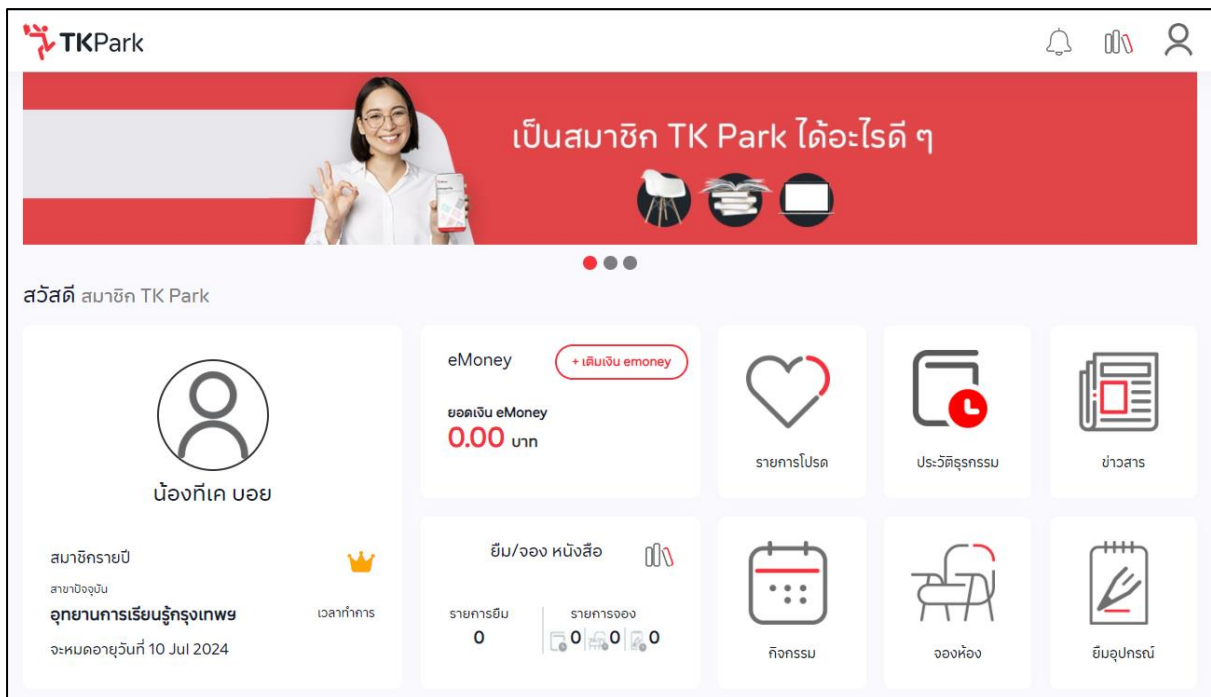 TKPark
เป็นสมาชิก TK Park ได้อะไรดี ๆ
สวัสดี สมาชิก TK Park
น้องทีเค บอย
สมาชิกรายปี
สาขาปัจจุบัน
อุทยานการเรียนรู้กรุงเทพฯ
เวลาทำการ
จะหมดอายุวันที่ 10 Jul 2024
eMoney
+ เติมเงิน emoney
ยอดเงิน eMoney
0.00 บาท
รายการโปรด
ประวัติธุรกรรม
ข่าวสาร
ยืม/จอง หนังสือ
รายการยืม
0
รายการจอง
0 0 0
กิจกรรม
จองห้อง
ยืมอุปกรณ์